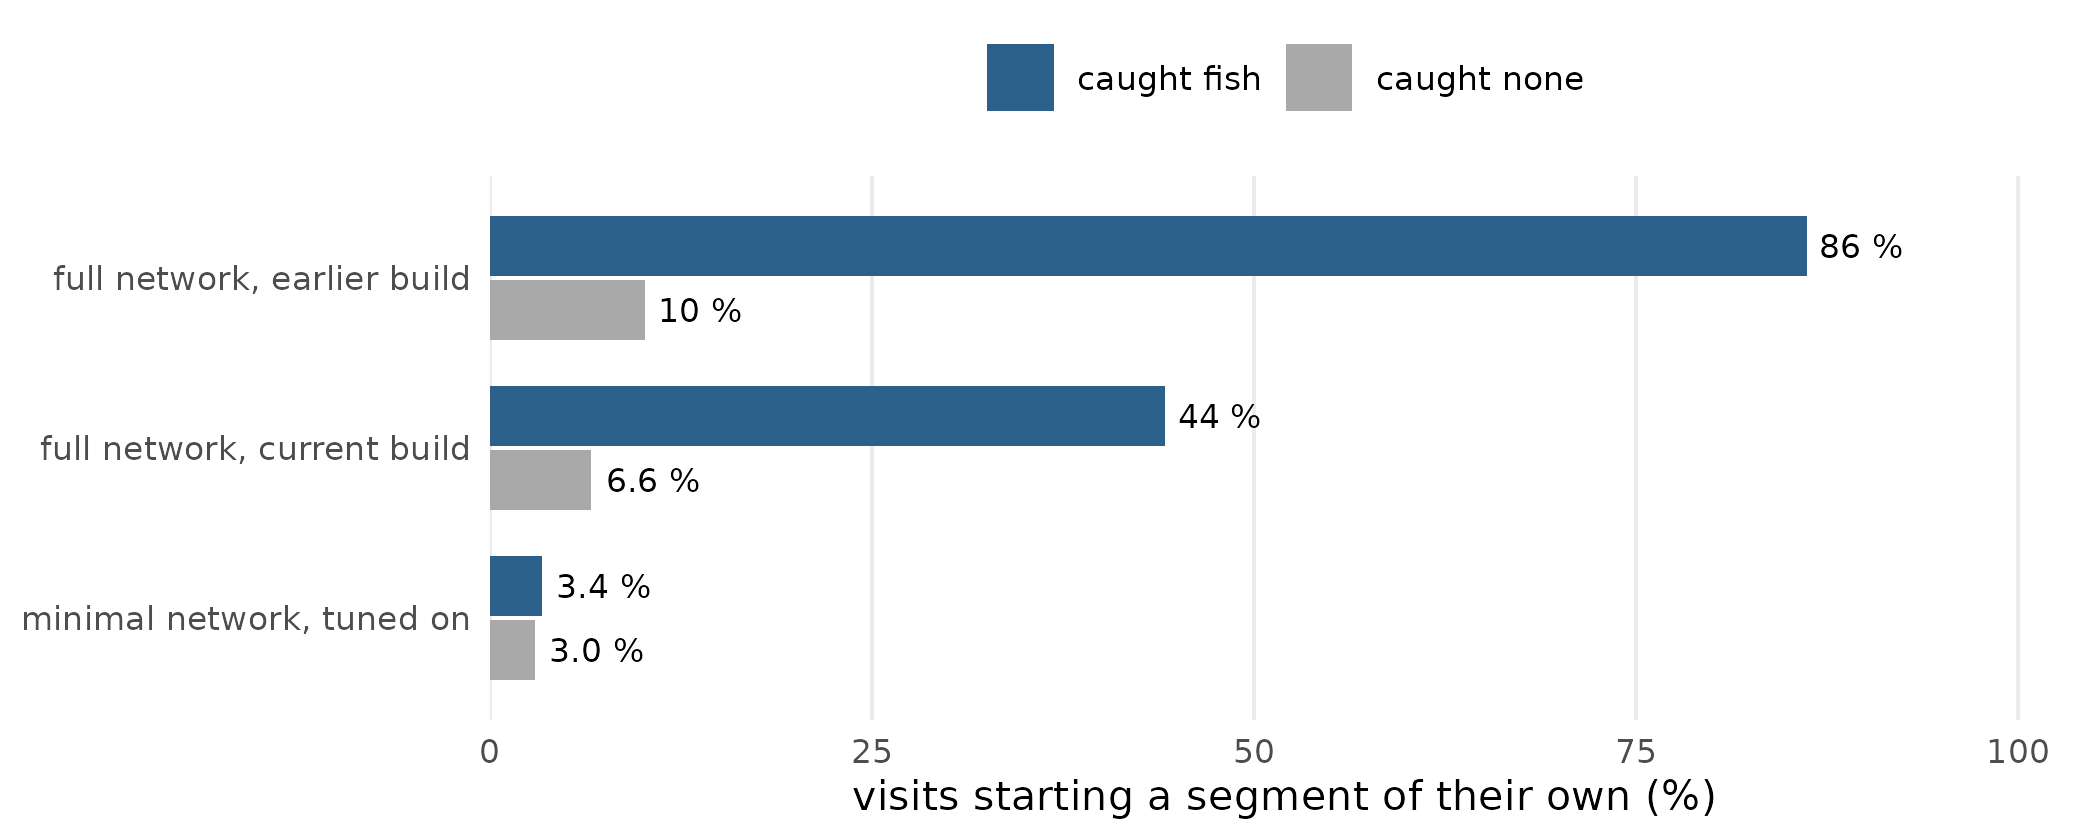 caught fish caught none
full network, earlier build
86 %
10 %
full network, current build
44 %
6.6 %
minimal network, tuned on
3.4 %
3.0 %
0 25 50 75 100
visits starting a segment of their own (%)